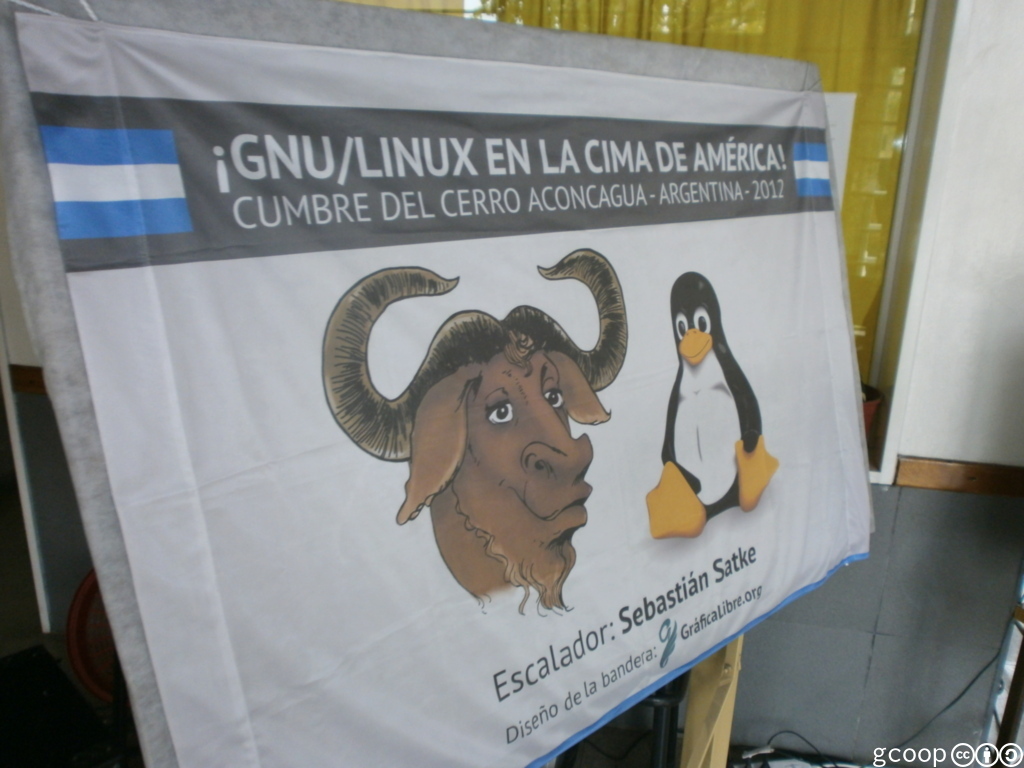 ¡GNU/LINUX EN LA CIMA DE AMÉRICA!
CUMBRE DEL CERRO ACONCAGUA - ARGENTINA - 2012
Escalador: Sebastián Satke
Diseño de la bandera: GráficaLibre.org
gcoop cc